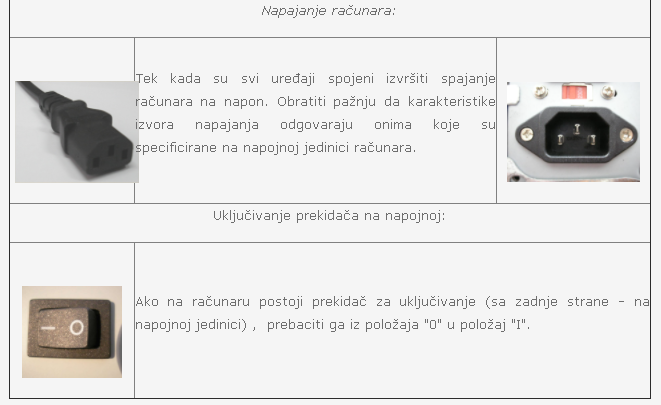 Napajanje računara:
Tek kada su svi uređaji spojeni izvršiti spajanje
računara na napon. Obratiti pažnju da karakteristike
izvora napajanja odgovaraju onima koje su
specificirane na napojnoj jedinici računara.
Uključivanje prekidača na napojnoj:
Ako na računaru postoji prekidač za uključivanje (sa zadnje strane – na
napojnoj jedinici) , prebaciti ga iz položaja "0" u položaj "I".